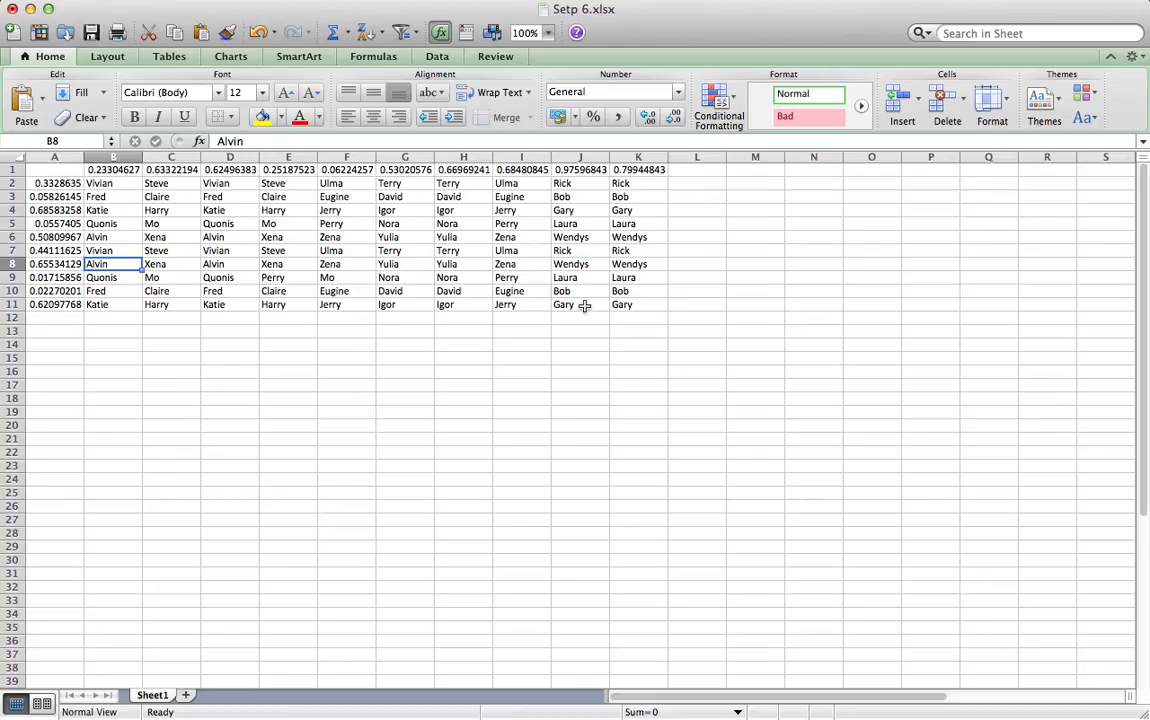 Setp 6.xlsx
100%
Search in Sheet
Home Layout Tables Charts SmartArt Formulas Data Review
Edit Font Alignment Number Format Cells Themes
Fill Calibri (Body) 12 abc Wrap Text General Normal
Paste Clear B I U A Merge % Conditional Formatting Bad Insert Delete Format Themes Aa
B8 fx Alvin
A B C D E F G H I J K L M N O P Q R S
1 0.23304627 0.63322194 0.62496383 0.25187523 0.06224257 0.53020576 0.66969241 0.68480845 0.97596843 0.79944843
2 0.3328635 Vivian Steve Vivian Steve Ulma Terry Terry Ulma Rick Rick
3 0.05826145 Fred Claire Fred Claire Eugine David David Eugine Bob Bob
4 0.68583258 Katie Harry Katie Harry Jerry Igor Igor Jerry Gary Gary
5 0.0557405 Quonis Mo Quonis Mo Perry Nora Nora Perry Laura Laura
6 0.50809967 Alvin Xena Alvin Xena Zena Yulia Yulia Zena Wendys Wendys
7 0.44111625 Vivian Steve Vivian Steve Ulma Terry Terry Ulma Rick Rick
8 0.65534129 Alvin Xena Alvin Xena Zena Yulia Yulia Zena Wendys Wendys
9 0.01715856 Quonis Mo Quonis Perry Mo Nora Nora Perry Laura Laura
10 0.02270201 Fred Claire Fred Claire Eugine David David Eugine Bob Bob
11 0.62097768 Katie Harry Katie Harry Jerry Igor Igor Jerry Gary Gary
12
13
14
15
16
17
18
19
20
21
22
23
24
25
26
27
28
29
30
31
32
33
34
35
36
37
38
39
Sheet1
Normal View Ready Sum=0